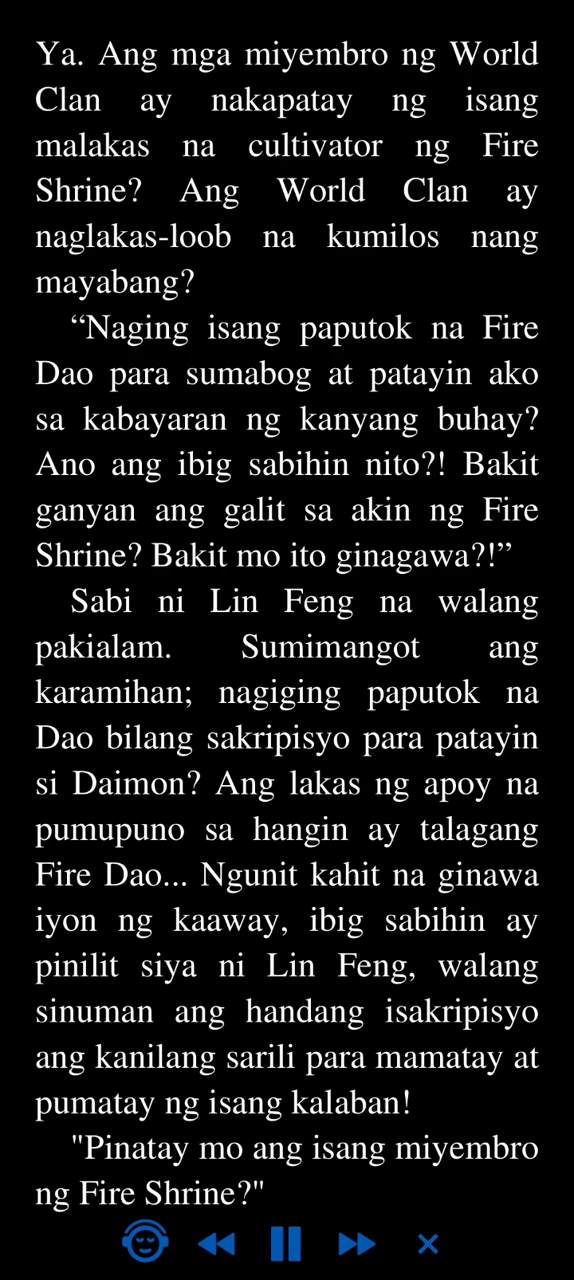 Ya. Ang mga miyembro ng World
Clan ay nakapatay ng isang
malakas na cultivator ng Fire
Shrine? Ang World Clan ay
naglakas-loob na kumilos nang
mayabang?
“Naging isang paputok na Fire
Dao para sumabog at patayin ako
sa kabayaran ng kanyang buhay?
Ano ang ibig sabihin nito?! Bakit
ganyan ang galit sa akin ng Fire
Shrine? Bakit mo ito ginagawa?!”
Sabi ni Lin Feng na walang
pakialam. Sumimangot ang
karamihan; nagiging paputok na
Dao bilang sakripisyo para patayin
si Daimon? Ang lakas ng apoy na
pumupuno sa hangin ay talagang
Fire Dao... Ngunit kahit na ginawa
iyon ng kaaway, ibig sabihin ay
pinilit siya ni Lin Feng, walang
sinuman ang handang isakripisyo
ang kanilang sarili para mamatay at
pumatay ng isang kalaban!
"Pinatay mo ang isang miyembro
ng Fire Shrine?"